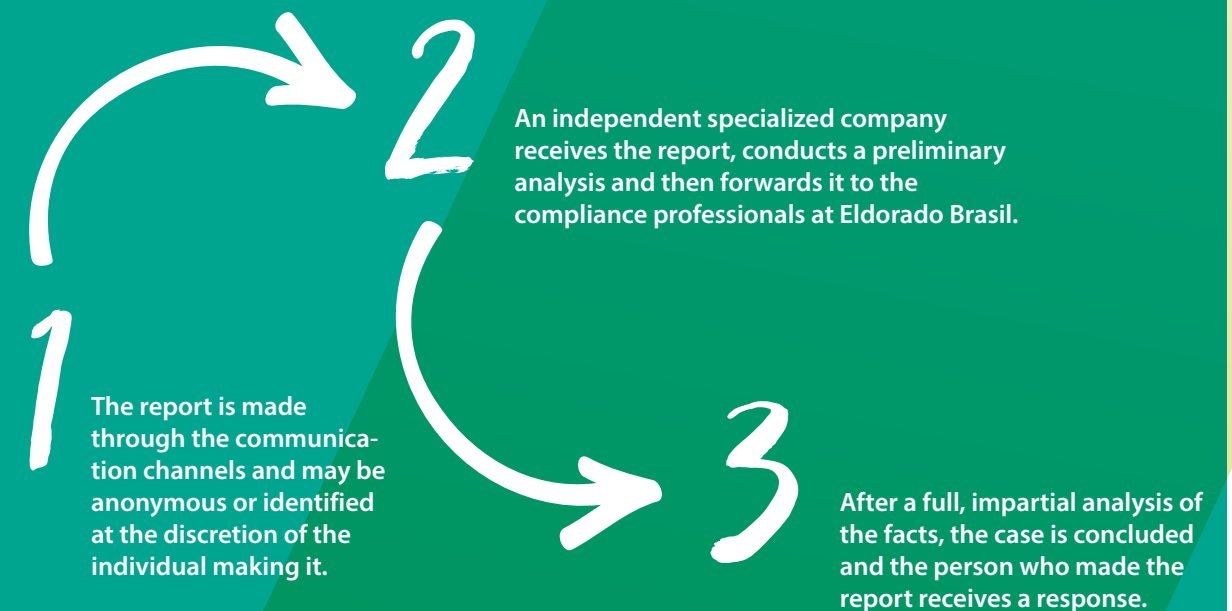 1
The report is made
through the communica-
tion channels and may be
anonymous or identified
at the discretion of the
individual making it.
2
An independent specialized company
receives the report, conducts a preliminary
analysis and then forwards it to the
compliance professionals at Eldorado Brasil.
3
After a full, impartial analysis of
the facts, the case is concluded
and the person who made the
report receives a response.